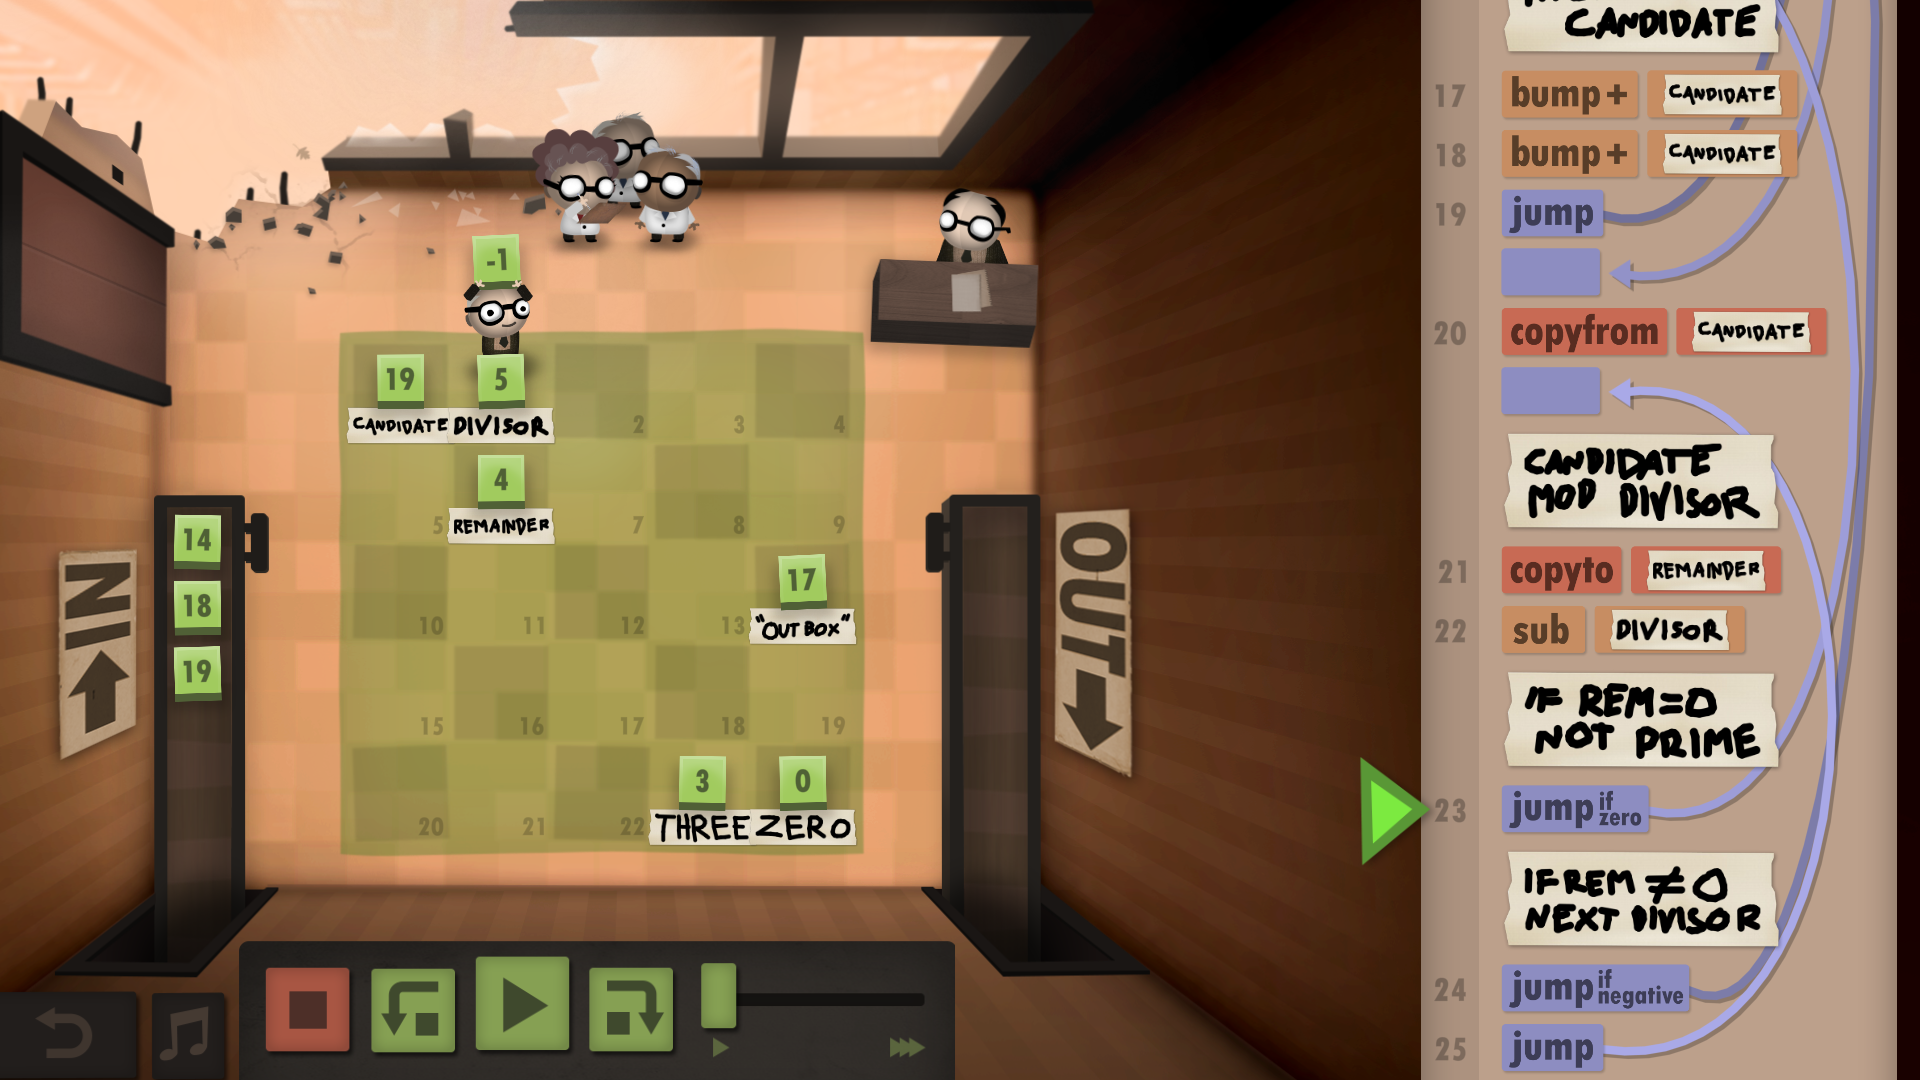 CANDIDATE
17 bump+ CANDIDATE
18 bump+ CANDIDATE
19 jump
20 copyfrom CANDIDATE
CANDIDATE
MOD DIVISOR
21 copyto REMAINDER
22 sub DIVISOR
IF REM=0
NOT PRIME
23 jump if zero
IF REM ≠ 0
NEXT DIVISOR
24 jump if negative
25 jump
-1
19 5
CANDIDATE DIVISOR 2 3 4
4
5 REMAINDER 7 8 9
17
10 11 12 13 "OUT BOX"
15 16 17 18 19
3 0
20 21 22 THREE ZERO
IN
14
18
19
OUT